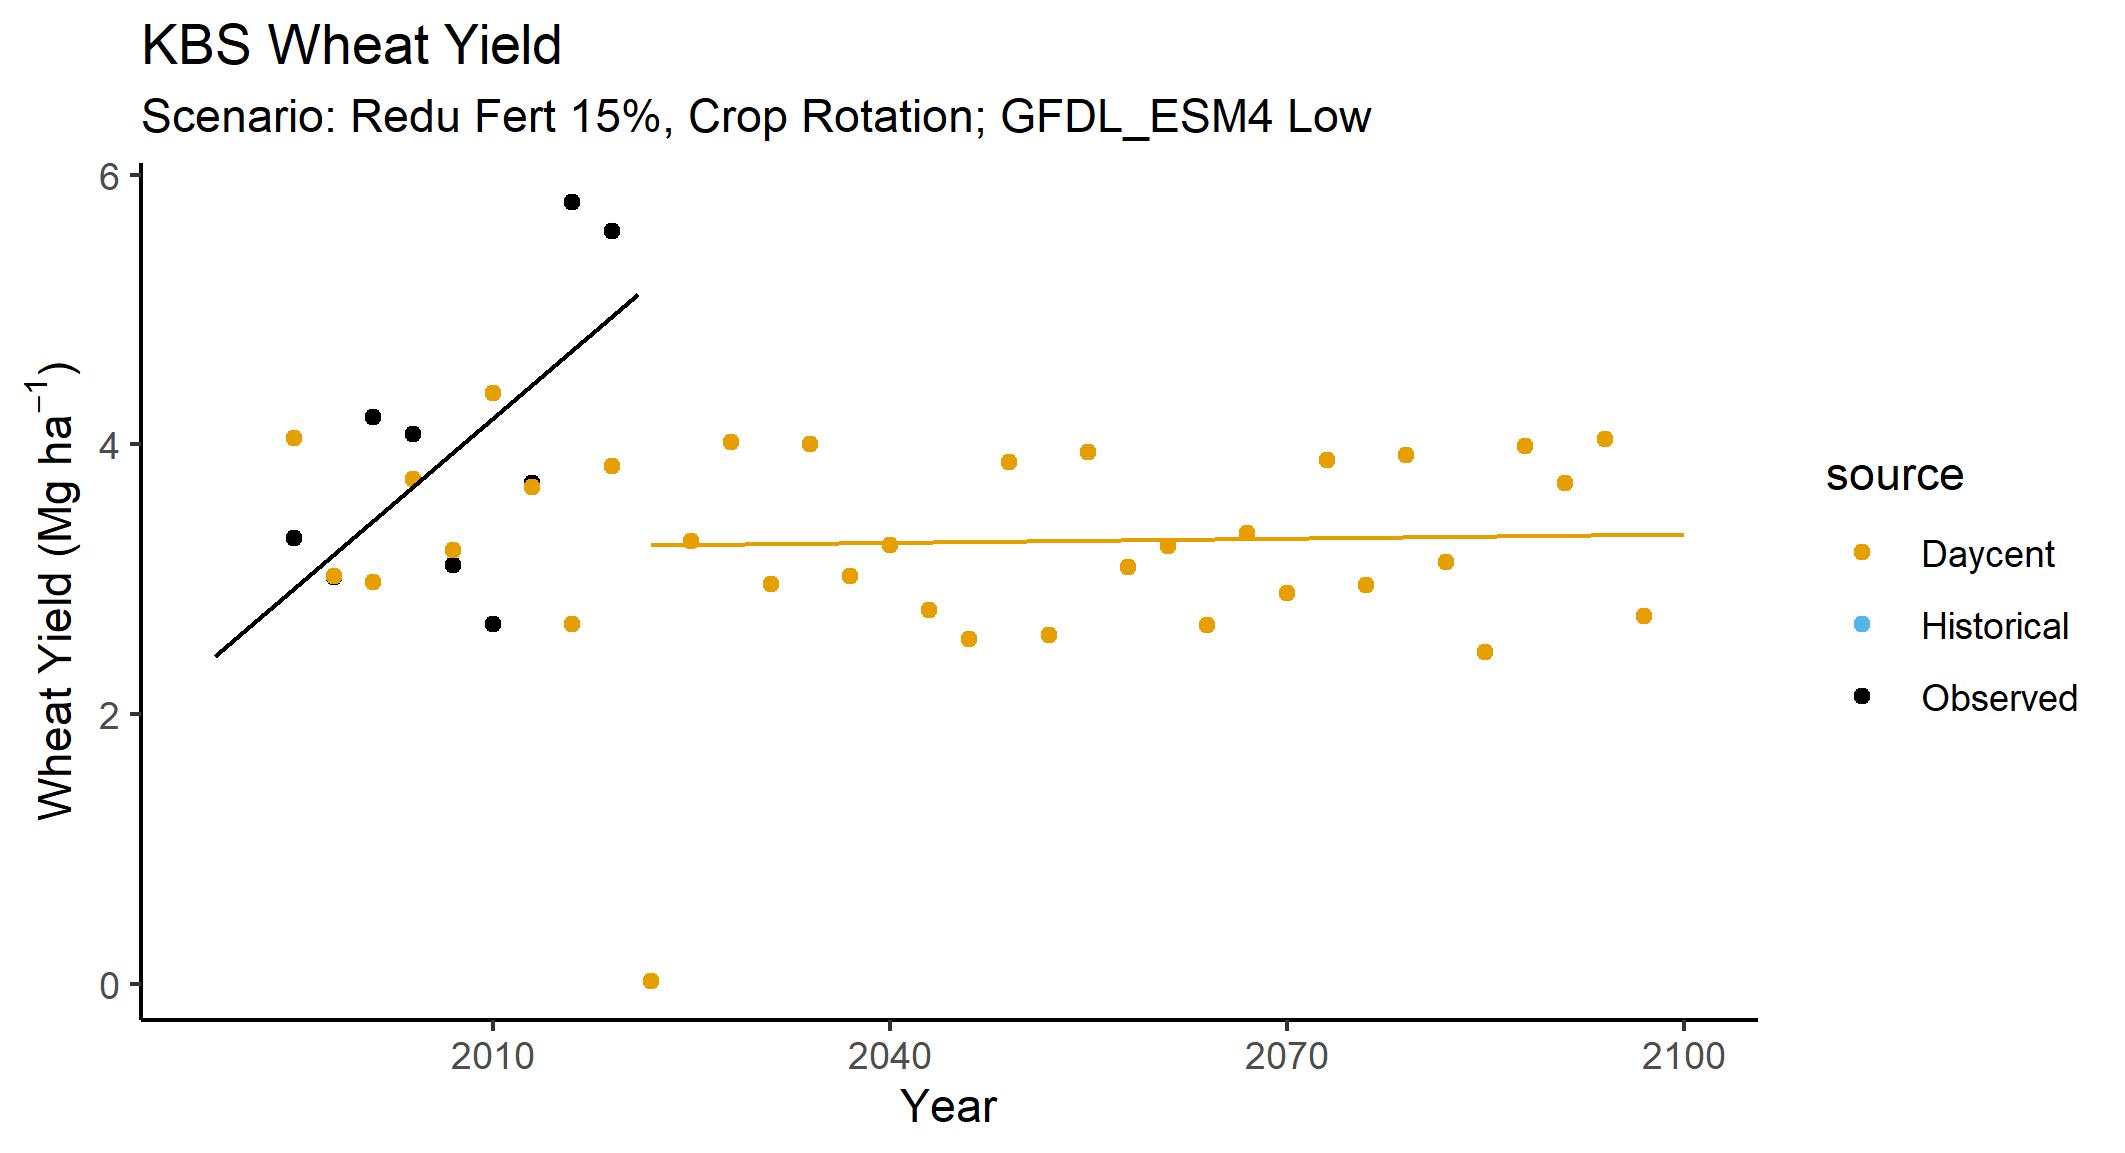 KBS Wheat Yield
Scenario: Redu Fert 15%, Crop Rotation; GFDL_ESM4 Low
Wheat Yield (Mg ha⁻¹)
6
4
2
0
2010
2040
2070
2100
Year
source
Daycent
Historical
Observed